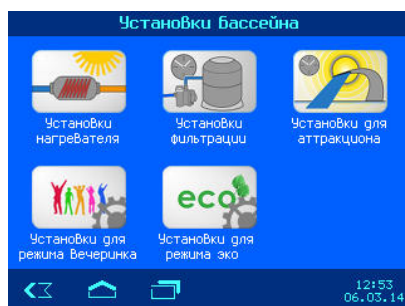 Установки бассейна
Установки
нагревателя
Установки
фильтрации
Установки для
аттракциона
eco
Установки для
режима Вечеринка
Установки для
режима эко
12:53
06.03.14